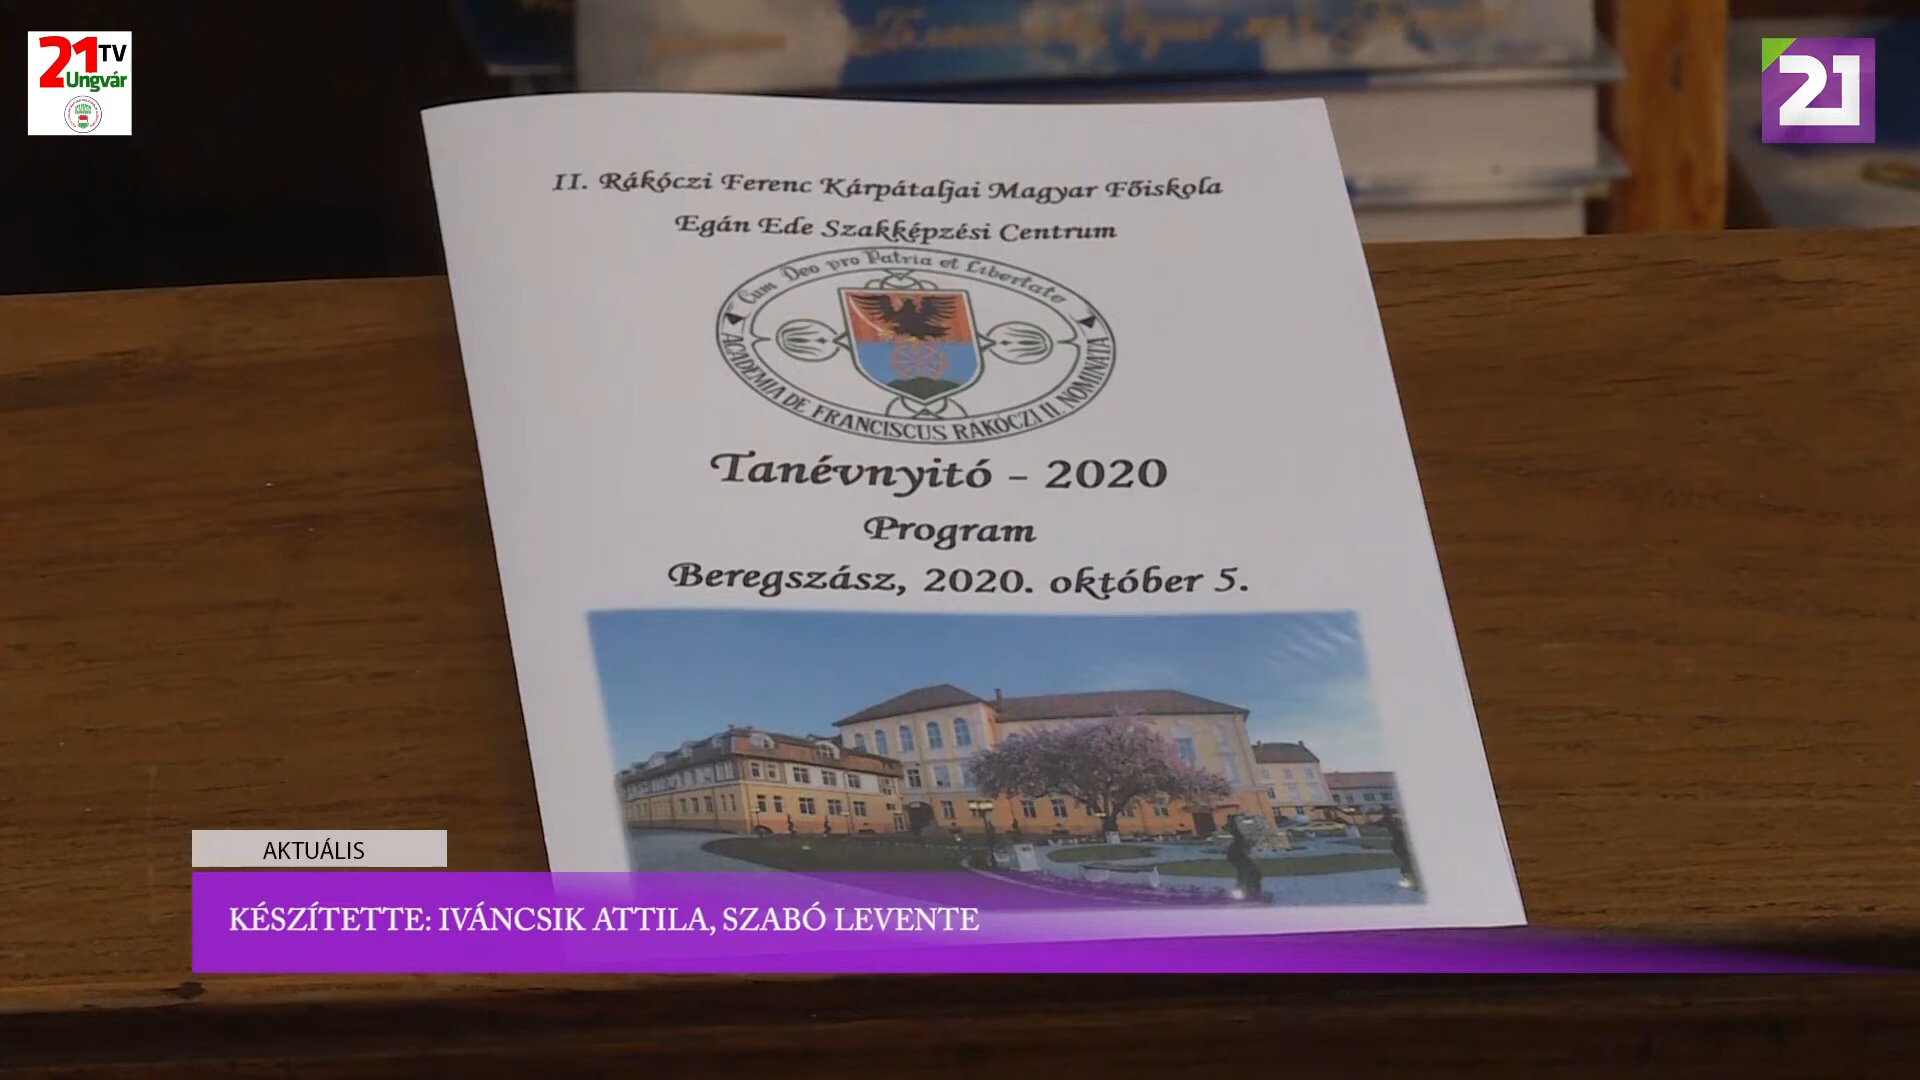 21 TV
Ungvár
21
II. Rákóczi Ferenc Kárpátaljai Magyar Főiskola
Egán Ede Szakképzési Centrum
Cum Deo pro Patria et Libertate
ACADEMIA DE FRANCISCUS RAKÓCZI II. NOMINATA
Tanévnyitó – 2020
Program
Beregszász, 2020. október 5.
AKTUÁLIS
KÉSZÍTETTE: IVÁNCSIK ATTILA, SZABÓ LEVENTE